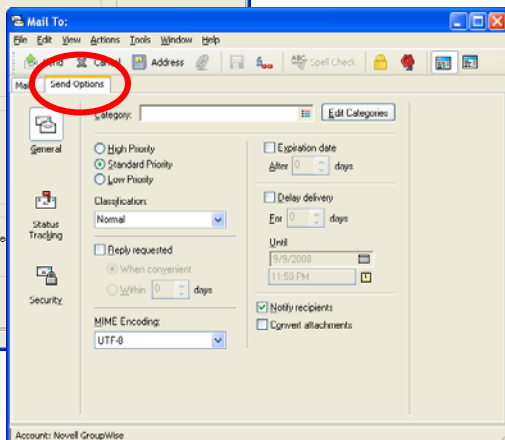 Mail To:
File Edit View Actions Tools Window Help
Send Cancel Address ABC Spell Check
Mail Send Options
Category: Edit Categories
General
High Priority
Standard Priority
Low Priority
Expiration date
After 0 days
Classification:
Normal
Delay delivery
For 0 days
Status
Tracking
Until
9/9/2008
11:59 PM
Reply requested
When convenient
Within 0 days
Security
Notify recipients
Convert attachments
MIME Encoding:
UTF-8
Account: Novell GroupWise